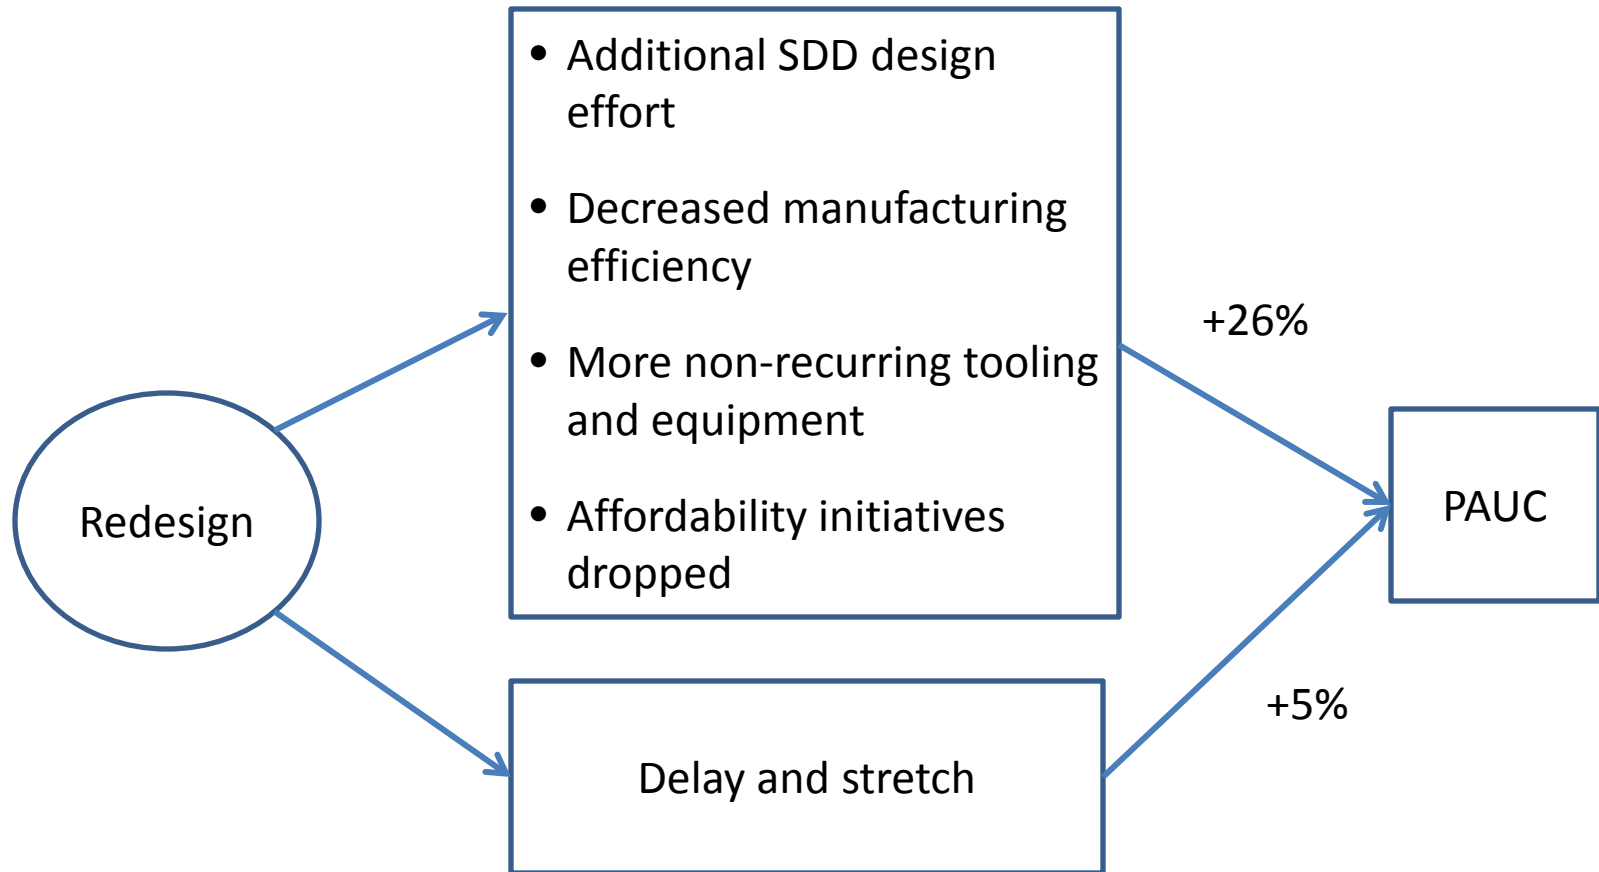 Redesign
• Additional SDD design
effort
• Decreased manufacturing
efficiency
• More non-recurring tooling
and equipment
• Affordability initiatives
dropped
Delay and stretch
+26%
+5%
PAUC